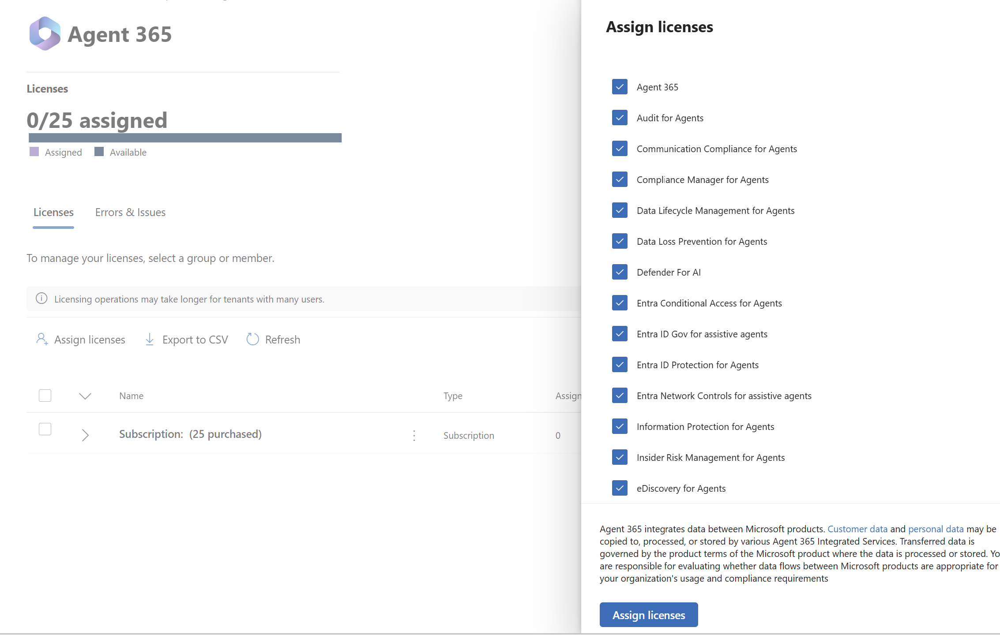 Agent 365
Licenses
0/25 assigned
Assigned
Available
Licenses
Errors & Issues
To manage your licenses, select a group or member.
Licensing operations may take longer for tenants with many users.
Assign licenses
Export to CSV
Refresh
Name
Type
Assign
Subscription: (25 purchased)
Subscription
0
Assign licenses
Agent 365
Audit for Agents
Communication Compliance for Agents
Compliance Manager for Agents
Data Lifecycle Management for Agents
Data Loss Prevention for Agents
Defender For AI
Entra Conditional Access for Agents
Entra ID Gov for assistive agents
Entra ID Protection for Agents
Entra Network Controls for assistive agents
Information Protection for Agents
Insider Risk Management for Agents
eDiscovery for Agents
Agent 365 integrates data between Microsoft products. Customer data and personal data may be
copied to, processed, or stored by various Agent 365 Integrated Services. Transferred data is
governed by the product terms of the Microsoft product where the data is processed or stored. Yo
are responsible for evaluating whether data flows between Microsoft products are appropriate for
your organization's usage and compliance requirements
Assign licenses